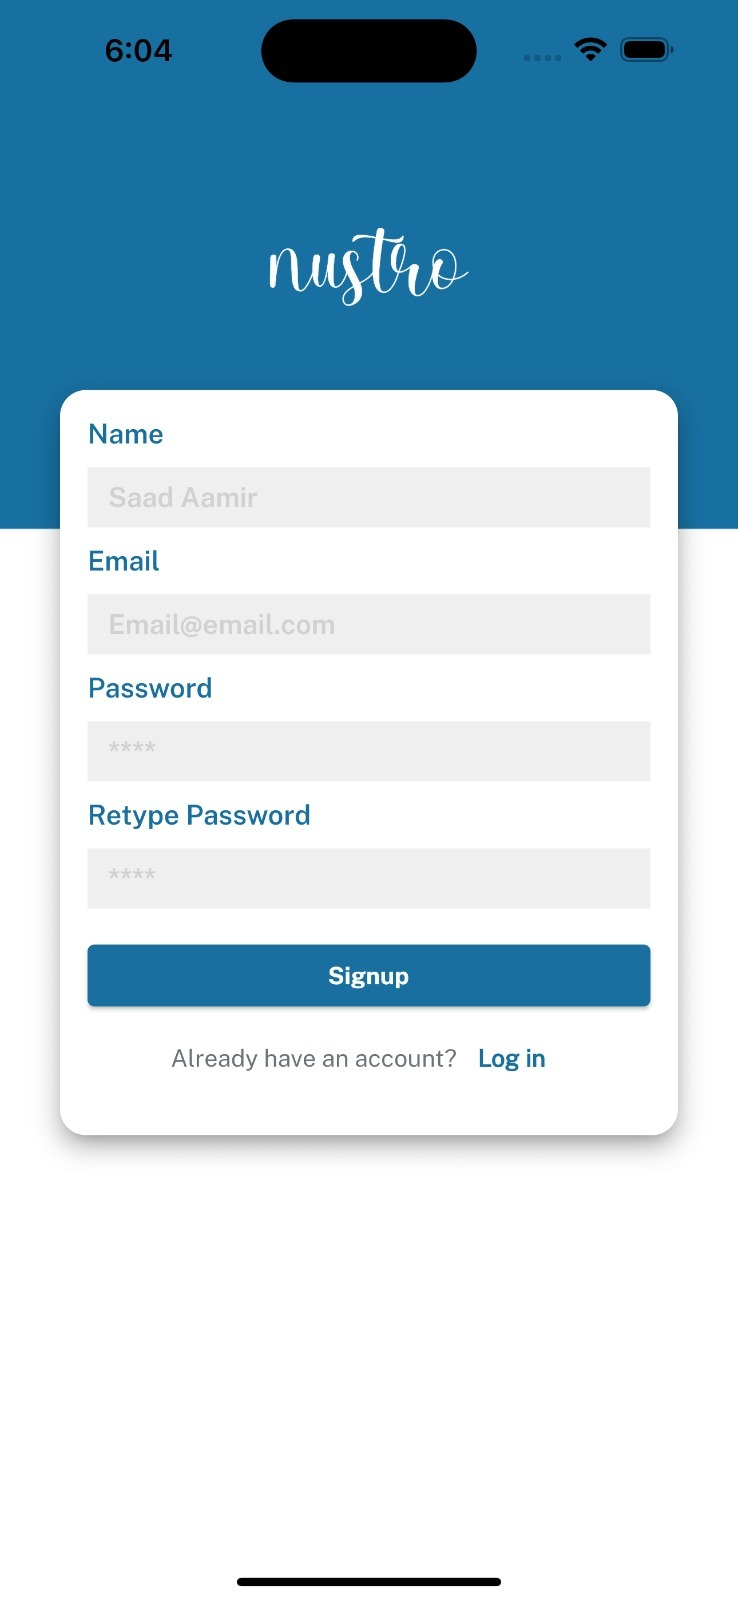 6:04
nustro
Name
Saad Aamir
Email
Email@email.com
Password
****
Retype Password
****
Signup
Already have an account? Log in